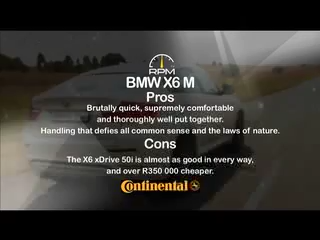 RPM
BMW X6 M
Pros
Brutally quick, supremely comfortable
and thoroughly well put together.
Handling that defies all common sense and the laws of nature.
Cons
The X6 xDrive 50i is almost as good in every way,
and over R350 000 cheaper.
Continental